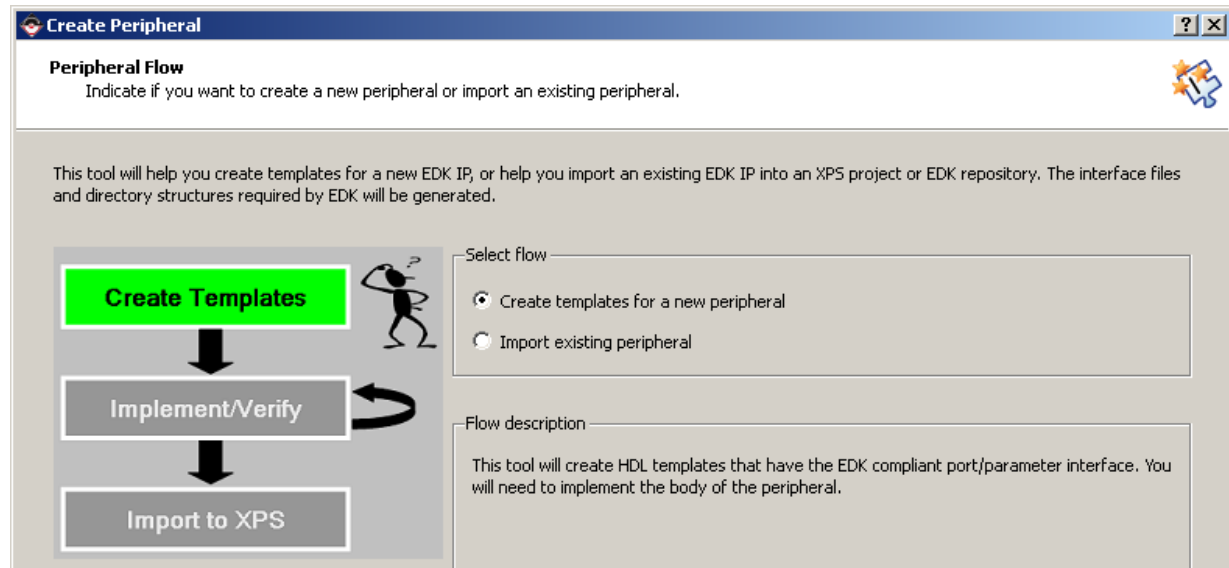 Create Peripheral
Peripheral Flow
Indicate if you want to create a new peripheral or import an existing peripheral.
This tool will help you create templates for a new EDK IP, or help you import an existing EDK IP into an XPS project or EDK repository. The interface files
and directory structures required by EDK will be generated.
Create Templates
?
Implement/Verify
Import to XPS
Select flow
Create templates for a new peripheral
Import existing peripheral
Flow description
This tool will create HDL templates that have the EDK compliant port/parameter interface. You
will need to implement the body of the peripheral.